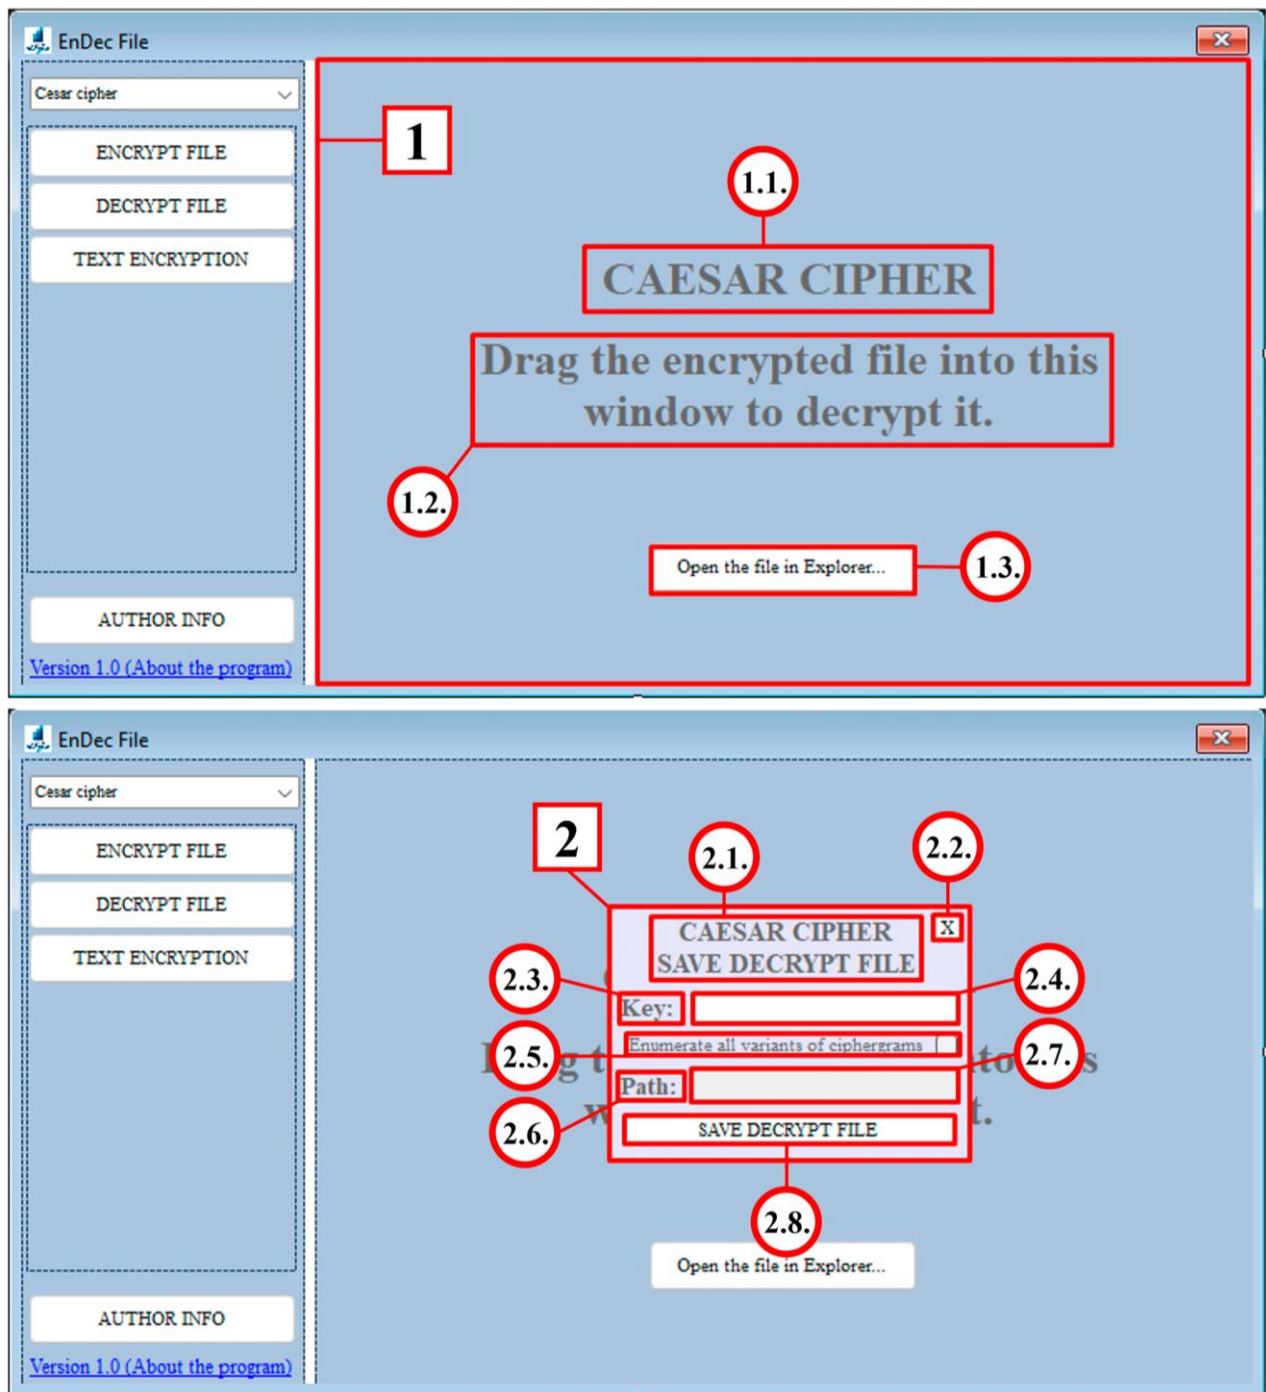 EnDec File
Cesar cipher
ENCRYPT FILE
DECRYPT FILE
TEXT ENCRYPTION
AUTHOR INFO
Version 1.0 (About the program)
1
1.1.
CAESAR CIPHER
Drag the encrypted file into this
window to decrypt it.
1.2.
Open the file in Explorer...
1.3.
EnDec File
Cesar cipher
ENCRYPT FILE
DECRYPT FILE
TEXT ENCRYPTION
AUTHOR INFO
Version 1.0 (About the program)
2
2.1.
2.2.
CAESAR CIPHER
X
SAVE DECRYPT FILE
2.3.
Key:
2.4.
2.5.
Enumerate all variants of ciphergrams
2.7.
Path:
2.6.
SAVE DECRYPT FILE
2.8.
Open the file in Explorer...